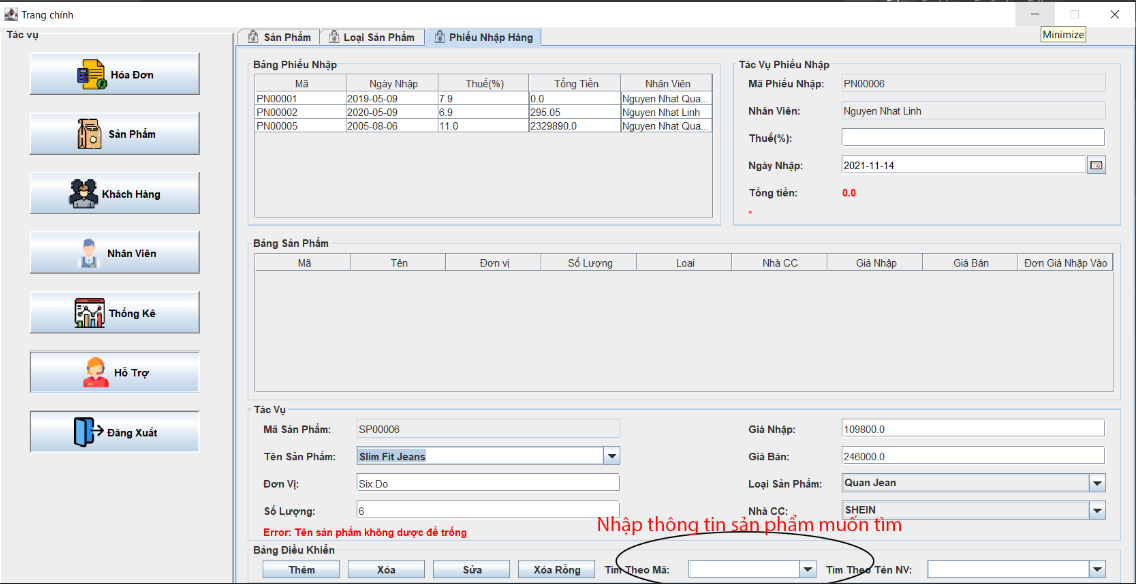 Trang chính
Minimize
Tác vụ
Hóa Đơn
Sản Phẩm
Khách Hàng
Nhân Viên
Thống Kê
Hỗ Trợ
Đăng Xuất
Sản Phẩm Loại Sản Phẩm Phiếu Nhập Hàng
Bảng Phiếu Nhập
Mã Ngày Nhập Thuế(%) Tổng Tiền Nhân Viên
PN00001 2019-05-09 7.9 0.0 Nguyen Nhat Qua...
PN00002 2020-05-09 6.9 295.05 Nguyen Nhat Linh
PN00005 2005-08-06 11.0 2329890.0 Nguyen Nhat Qua...
Tác Vụ Phiếu Nhập
Mã Phiếu Nhập: PN00006
Nhân Viên: Nguyen Nhat Linh
Thuế(%):
Ngày Nhập: 2021-11-14
Tổng tiền: 0.0
*
Bảng Sản Phẩm
Mã Tên Đơn vị Số Lượng Loai Nhà CC Giá Nhập Giá Bán Đơn Giá Nhập Vào
Tác Vụ
Mã Sản Phẩm: SP00006
Tên Sản Phẩm: Slim Fit Jeans
Đơn Vị: Six Do
Số Lượng: 6
Error: Tên sản phẩm không được để trống
Giá Nhập: 109800.0
Giá Bán: 246000.0
Loại Sản Phẩm: Quan Jean
Nhà CC: SHEIN
Nhập thông tin sản phẩm muốn tìm
Bảng Điều Khiển
Thêm Xóa Sửa Xóa Rỗng Tìm Theo Mã: Tìm Theo Tên NV: